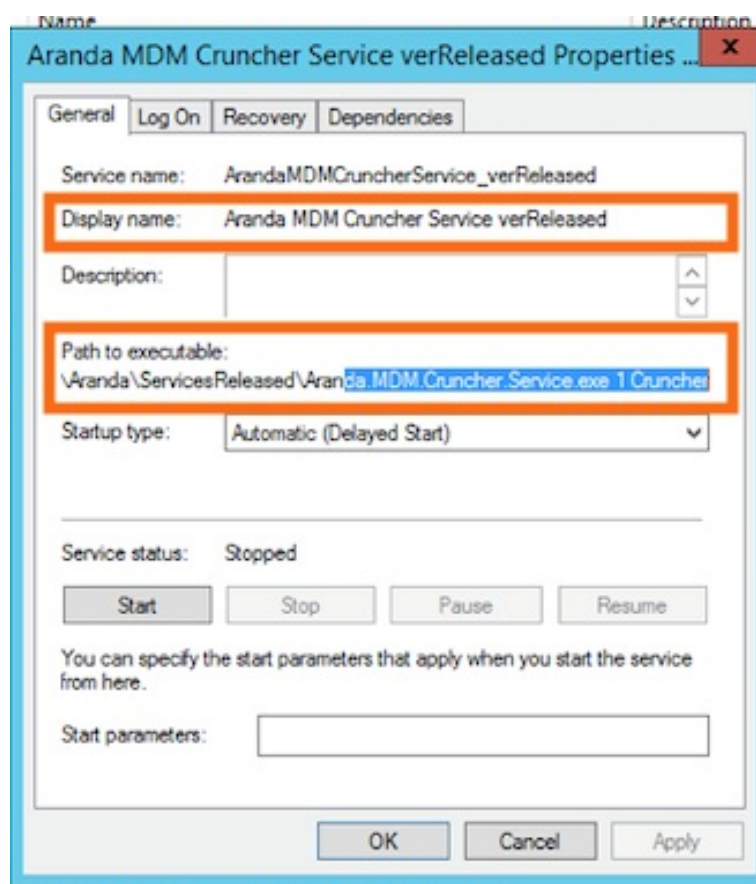 Name Description
Aranda MDM Cruncher Service verReleased Properties ... x
General Log On Recovery Dependencies
Service name: ArandaMDMCruncherService_verReleased
Display name: Aranda MDM Cruncher Service verReleased
Description:
Path to executable:
\Aranda\ServicesReleased\Aranda.MDM.Cruncher.Service.exe 1 Cruncher
Startup type: Automatic (Delayed Start)
Service status: Stopped
Start Stop Pause Resume
You can specify the start parameters that apply when you start the service
from here.
Start parameters:
OK Cancel Apply